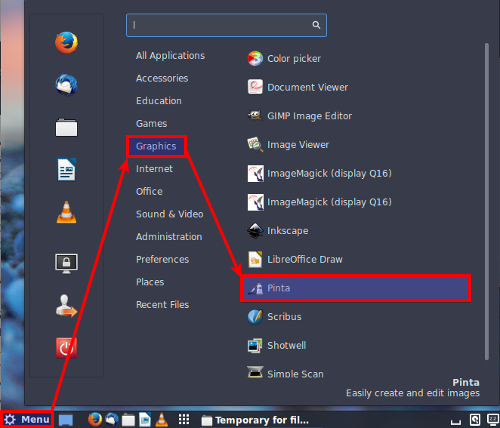 All Applications
Accessories
Education
Games
Graphics
Internet
Office
Sound & Video
Administration
Preferences
Places
Recent Files
Color picker
Document Viewer
GIMP Image Editor
Image Viewer
ImageMagick (display Q16)
ImageMagick (display Q16)
Inkscape
LibreOffice Draw
Pinta
Scribus
Shotwell
Simple Scan
Pinta
Easily create and edit images
Menu
Temporary for fil...